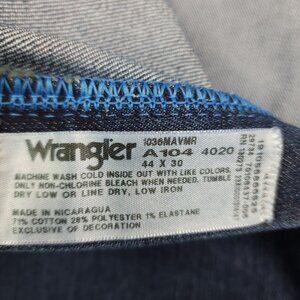 Wrangler
1036MAVMR
A104 4020
44 X 30
MACHINE WASH COLD INSIDE OUT WITH LIKE COLORS.
ONLY NON-CHLORINE BLEACH WHEN NEEDED. TUMBLE
DRY LOW OR LINE DRY, LOW IRON
MADE IN NICARAGUA
71% COTTON 28% POLYESTER 1% ELASTANE
EXCLUSIVE OF DECORATION